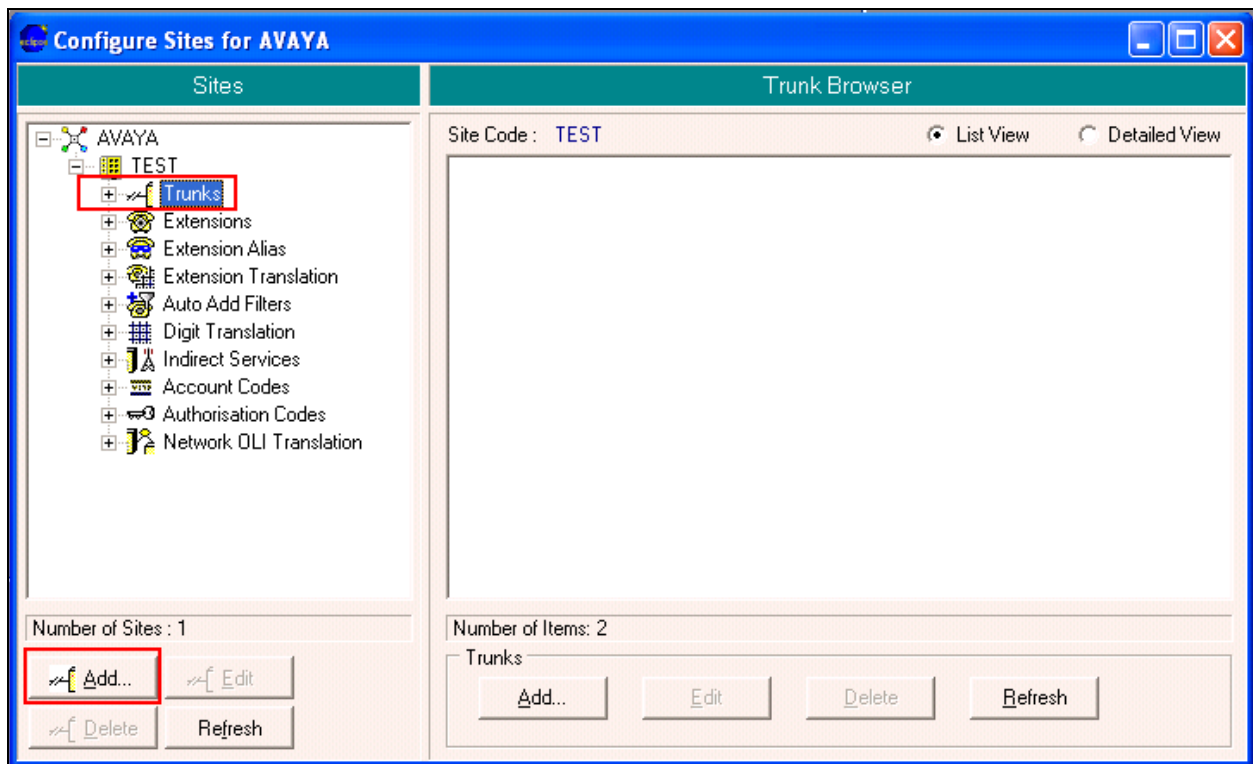 Configure Sites for AVAYA
Sites
Trunk Browser
AVAYA
TEST
Trunks
Extensions
Extension Alias
Extension Translation
Auto Add Filters
Digit Translation
Indirect Services
Account Codes
Authorisation Codes
Network OLI Translation
Number of Sites : 1
Add...
Edit
Delete
Refresh
Site Code : TEST
List View
Detailed View
Number of Items: 2
Trunks
Add...
Edit
Delete
Refresh